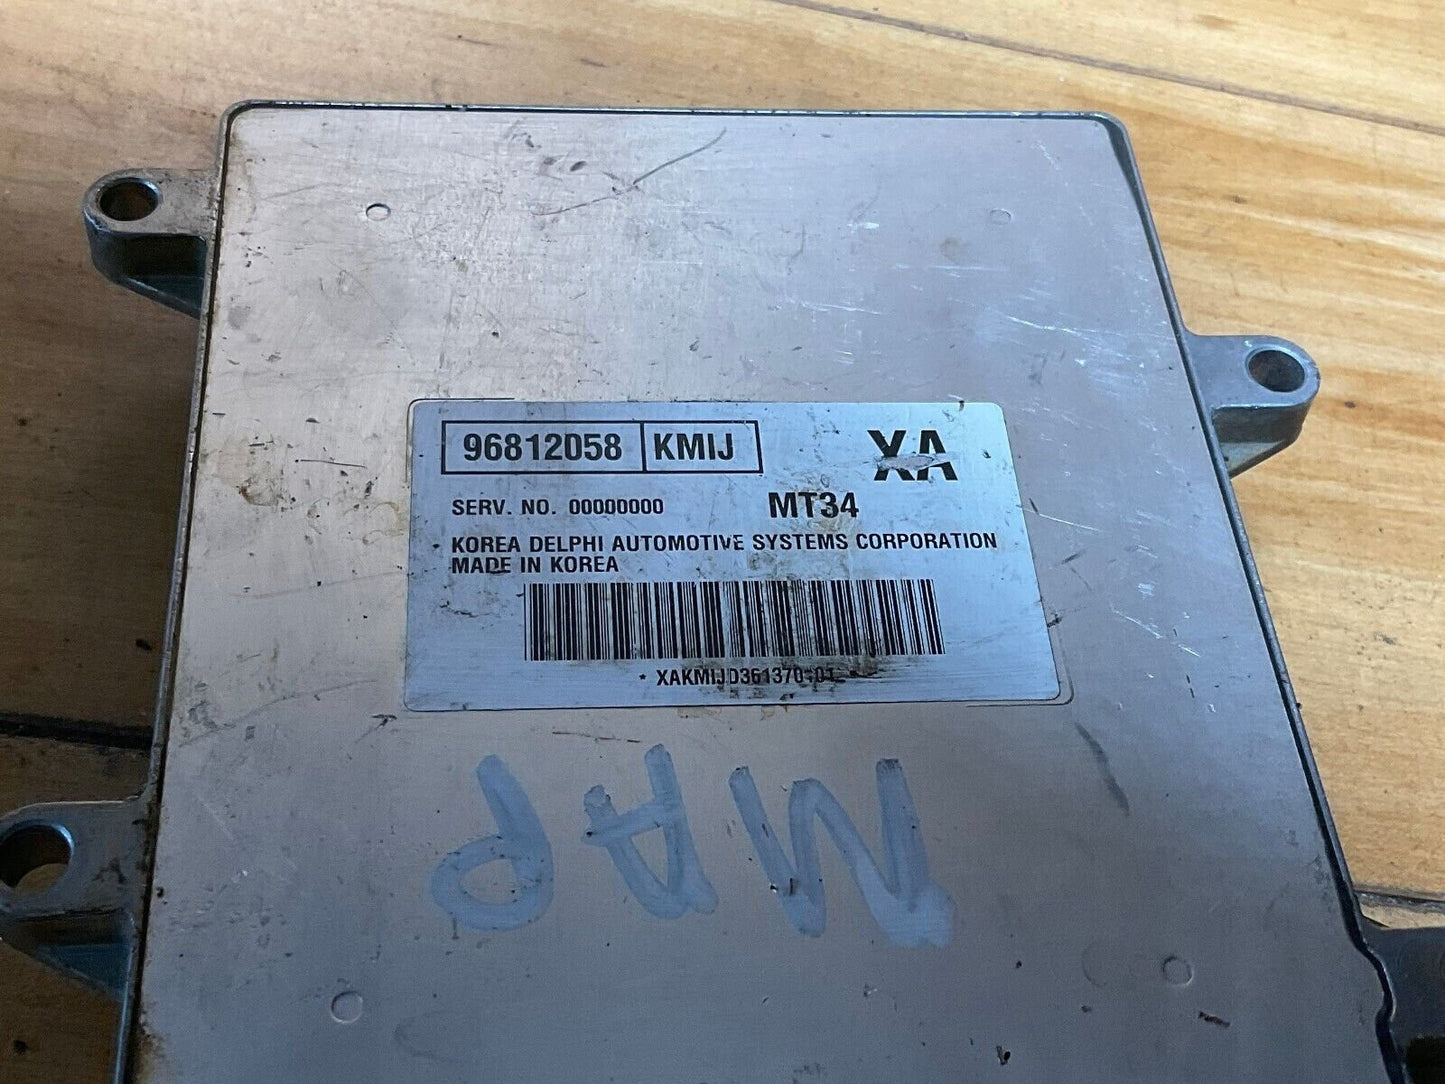 96812058 KMIJ XA
SERV. NO. 00000000 MT34
KOREA DELPHI AUTOMOTIVE SYSTEMS CORPORATION
MADE IN KOREA
MAP